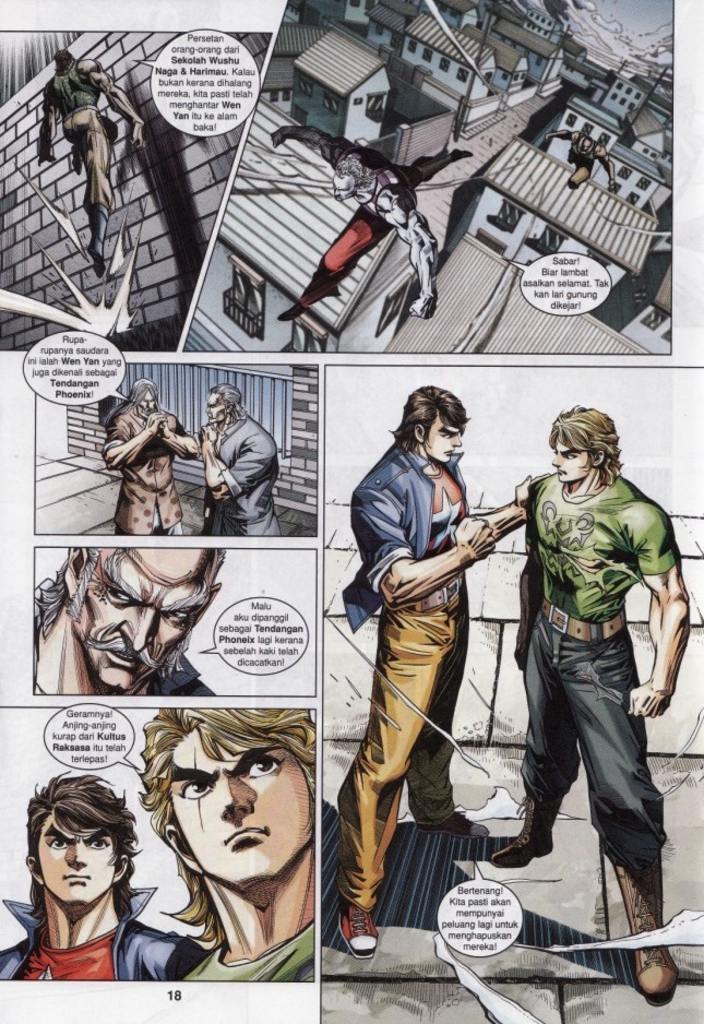 Persetan
orang-orang dari
Sekolah Wushu
Naga & Harimau. Kalau
bukan kerana dihalang
mereka, kita pasti telah
menghantar Wen
Yan itu ke alam
baka!
Sabar!
Biar lambat
asalkan selamat. Tak
kan lari gunung
dikejar!
Rupa-
rupanya saudara
ini ialah Wen Yan yang
juga dikenali sebagai
Tendangan
Phoenix!
Malu
aku dipanggil
sebagai Tendangan
Phoneix lagi kerana
sebelah kaki telah
dicacatkan!
Geramnya!
Anjing-anjing
kurap dari Kultus
Raksasa itu telah
terlepas!
Bertenang!
Kita pasti akan
mempunyai
peluang lagi untuk
menghapuskan
mereka!
18